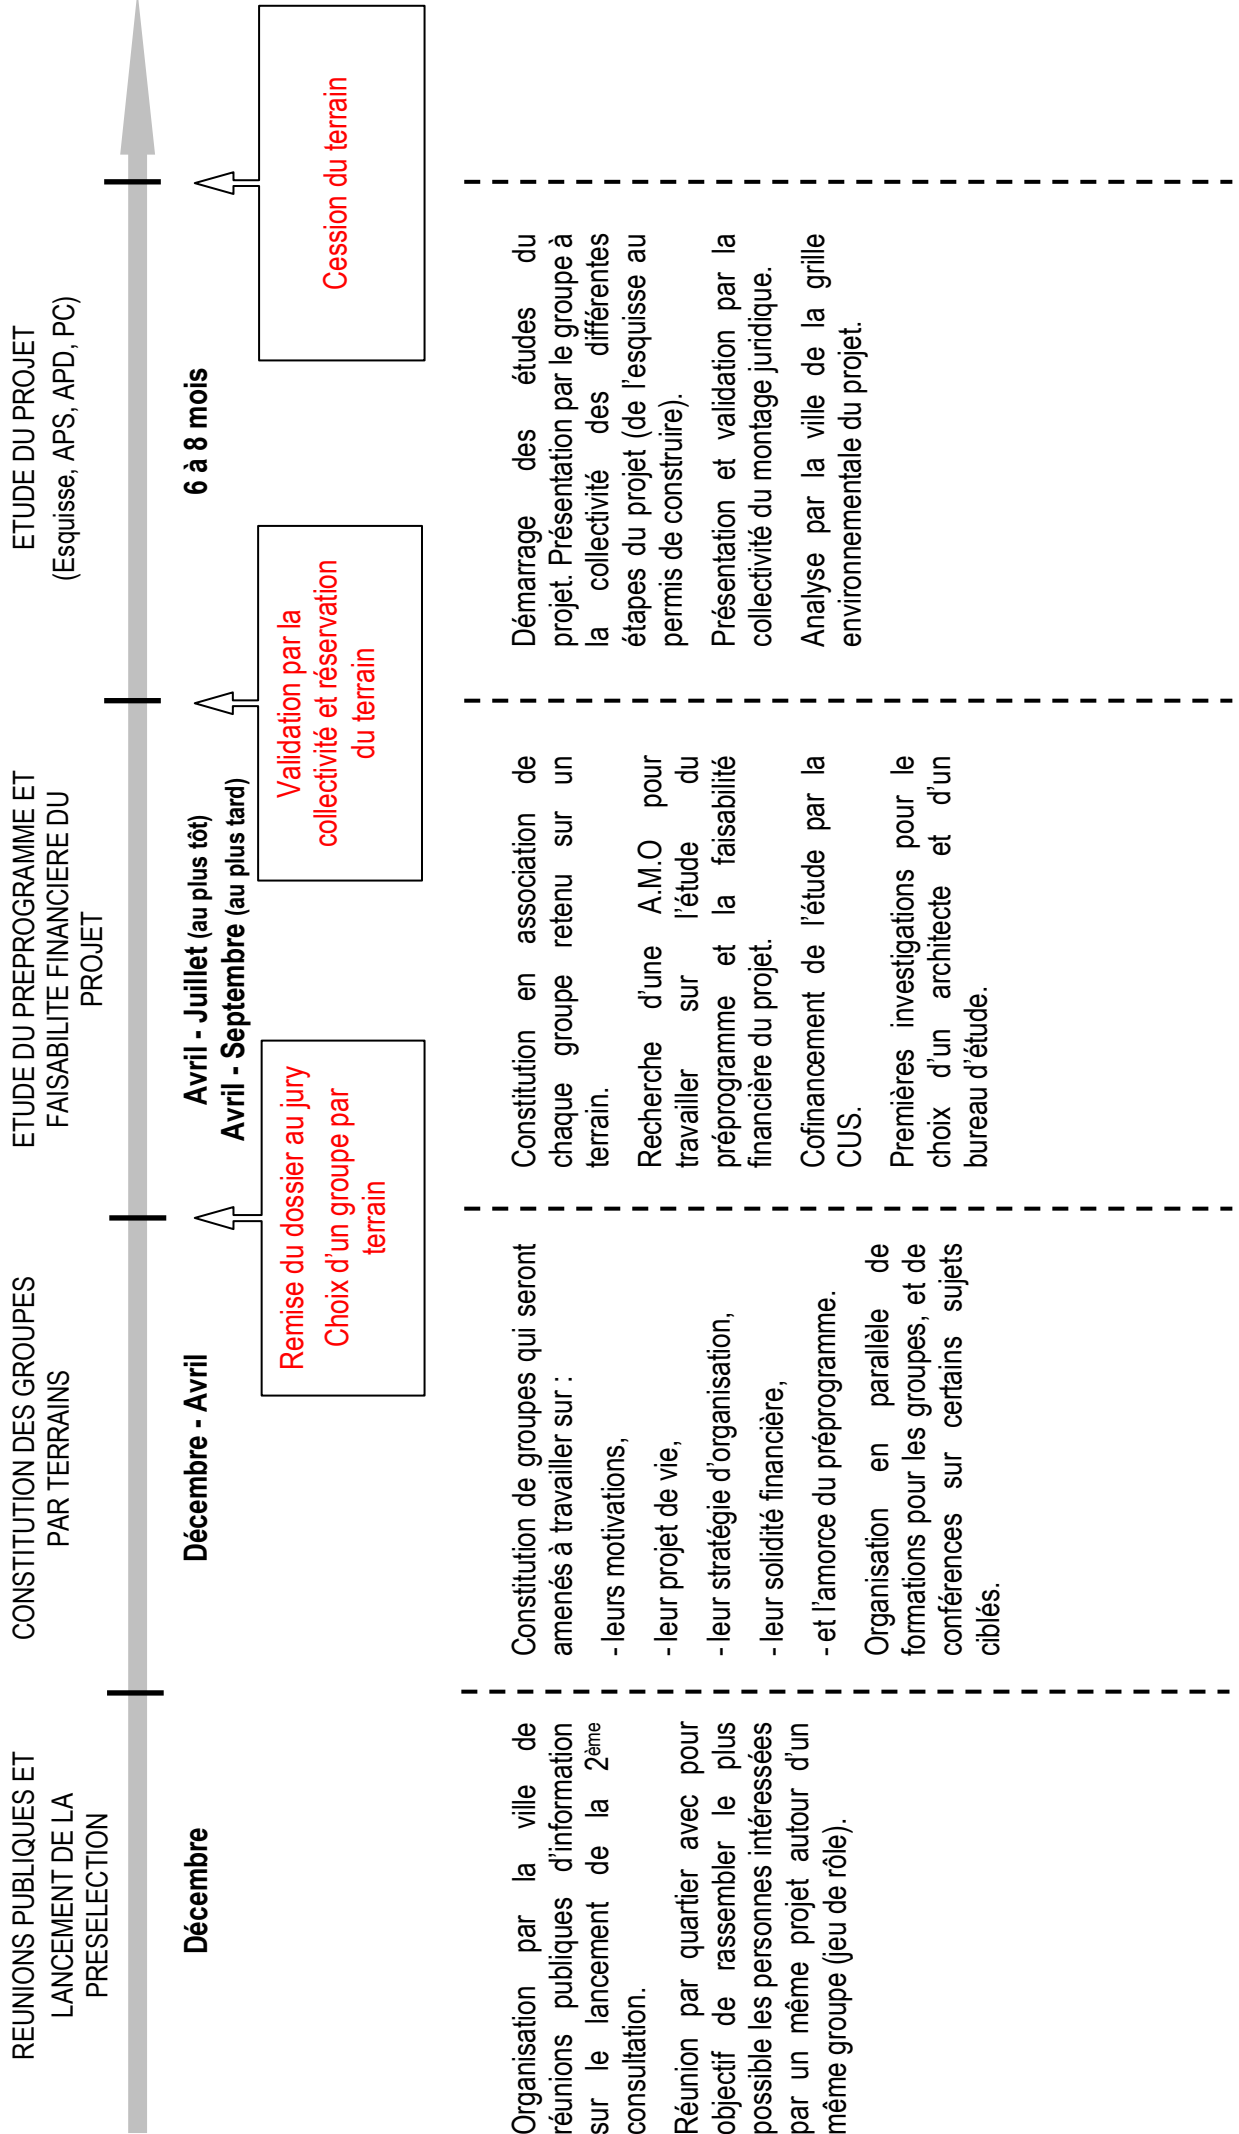 REUNIONS PUBLIQUES ET
LANCEMENT DE LA
PRESELECTION
CONSTITUTION DES GROUPES
PAR TERRAINS
ETUDE DU PREPROGRAMME ET
FAISABILITE FINANCIERE DU
PROJET
ETUDE DU PROJET
(Esquisse, APS, APD, PC)
Décembre
Décembre - Avril
Avril - Juillet (au plus tôt)
Avril - Septembre (au plus tard)
6 à 8 mois
Remise du dossier au jury
Choix d'un groupe par
terrain
Validation par la
collectivité et réservation
du terrain
Cession du terrain
Organisation par la ville de
réunions publiques d'information
sur le lancement de la 2ème
consultation.
Réunion par quartier avec pour
objectif de rassembler le plus
possible les personnes intéressées
par un même projet autour d'un
même groupe (jeu de rôle).
Constitution de groupes qui seront
amenés à travailler sur :
- leurs motivations,
- leur projet de vie,
- leur stratégie d'organisation,
- leur solidité financière,
- et l'amorce du préprogramme.
Organisation en parallèle de
formations pour les groupes, et de
conférences sur certains sujets
ciblés.
Constitution en association de
chaque groupe retenu sur un
terrain.
Recherche d'une A.M.O pour
travailler sur l'étude du
préprogramme et la faisabilité
financière du projet.
Cofinancement de l'étude par la
CUS.
Premières investigations pour le
choix d'un architecte et d'un
bureau d'étude.
Démarrage des études du
projet. Présentation par le groupe à
la collectivité des différentes
étapes du projet (de l'esquisse au
permis de construire).
Présentation et validation par la
collectivité du montage juridique.
Analyse par la ville de la grille
environnementale du projet.